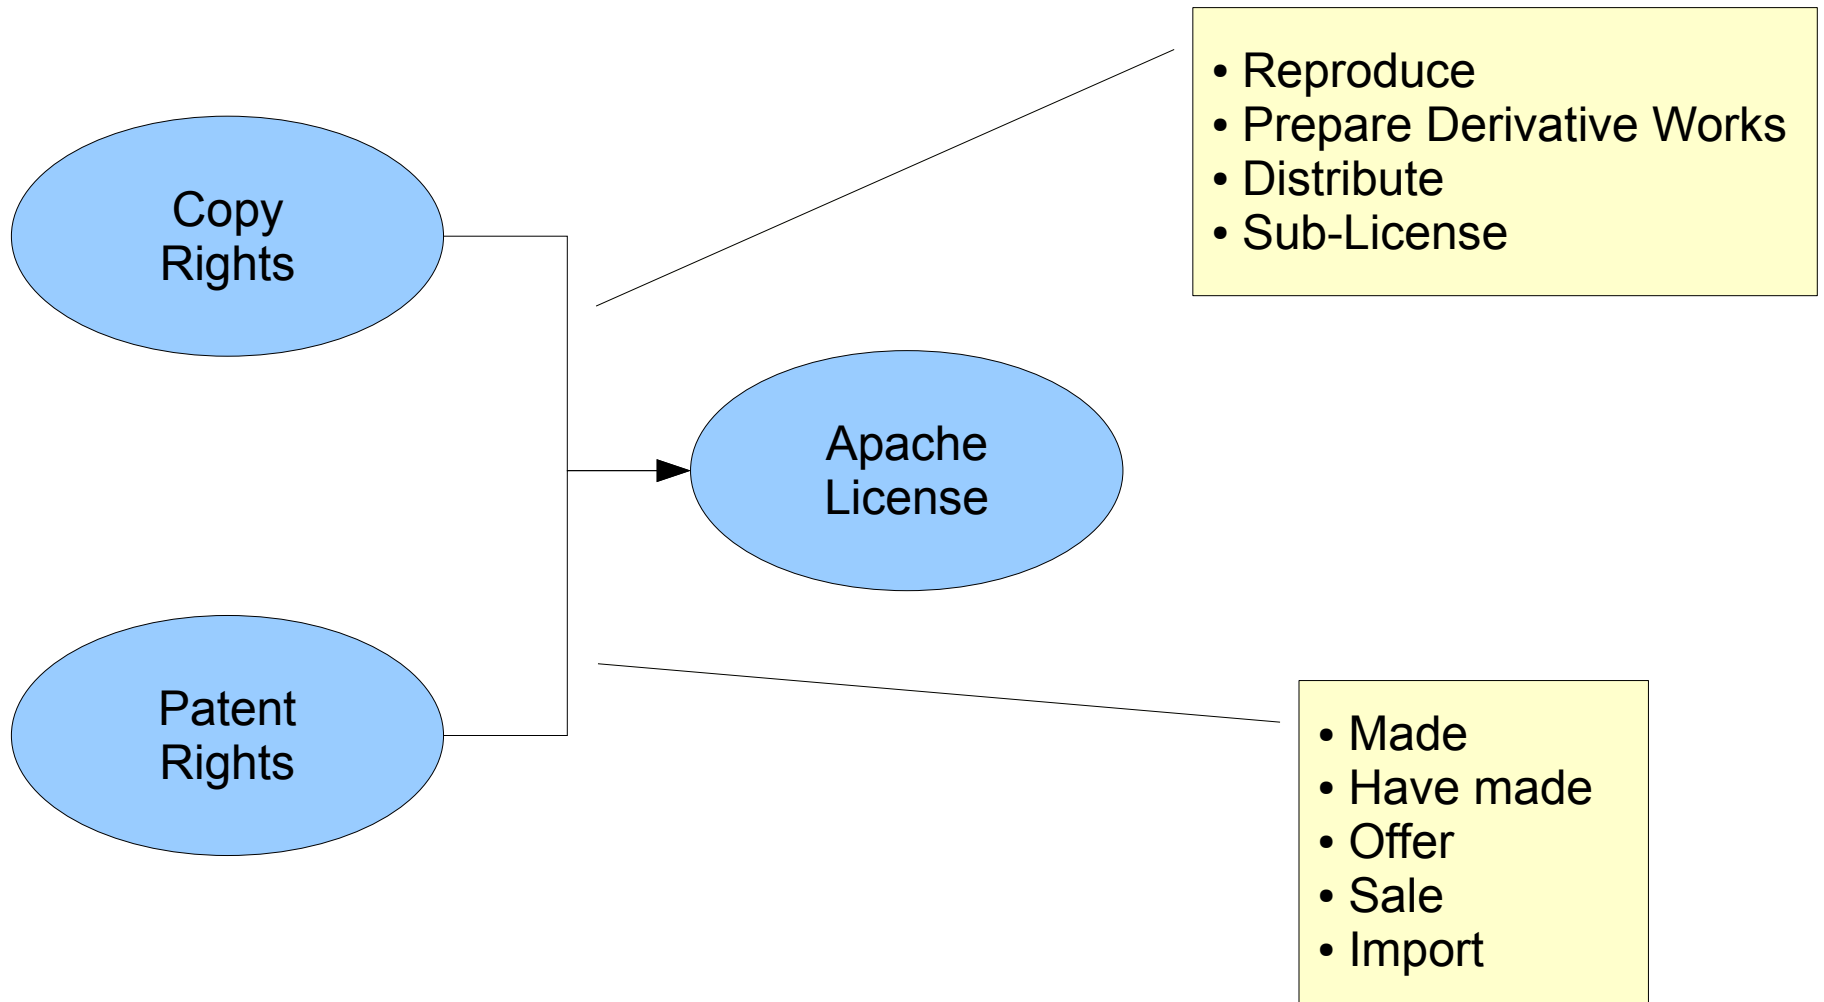 Copy
Rights
• Reproduce
• Prepare Derivative Works
• Distribute
• Sub-License
Apache
License
Patent
Rights
• Made
• Have made
• Offer
• Sale
• Import